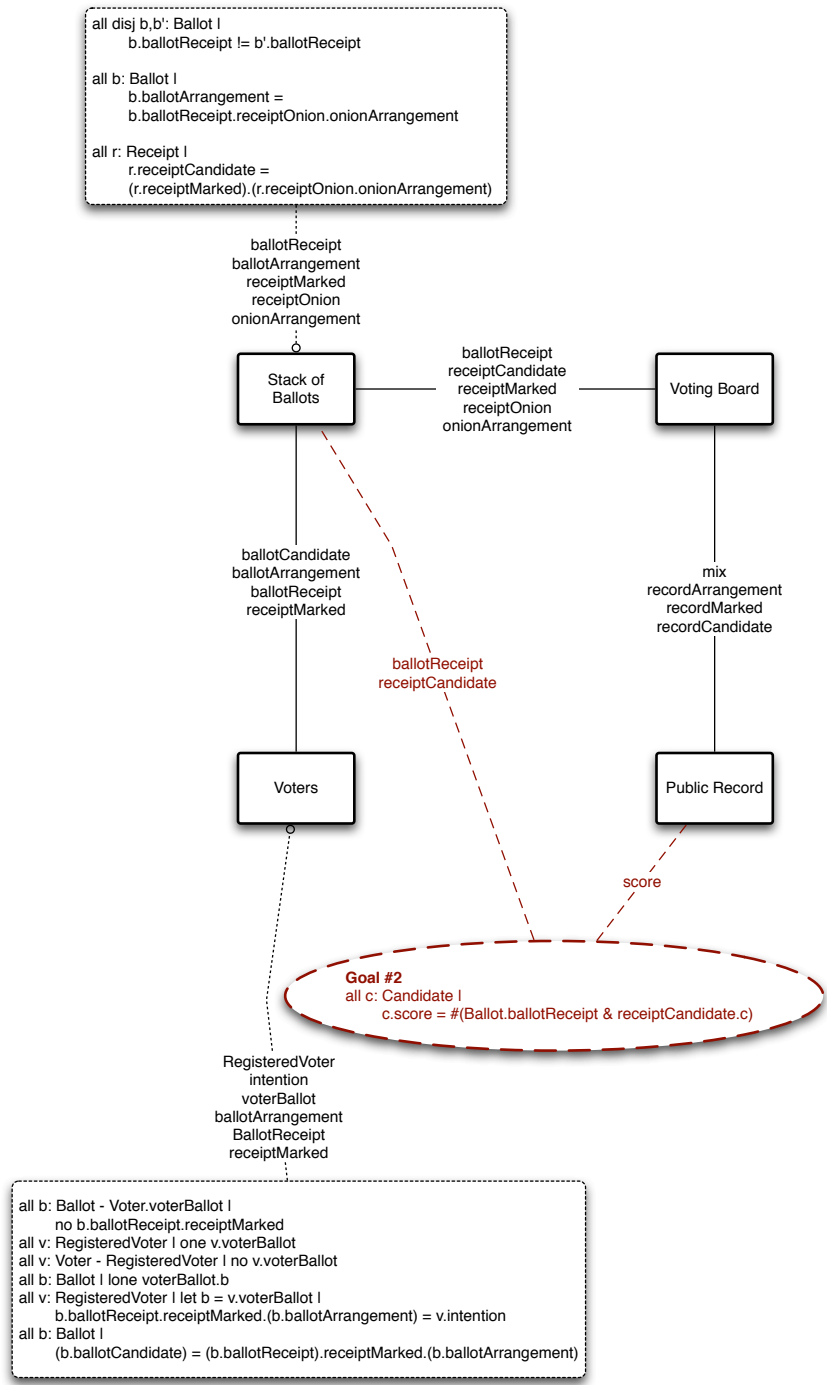 all disj b,b': Ballot |
b.ballotReceipt != b'.ballotReceipt
all b: Ballot |
b.ballotArrangement =
b.ballotReceipt.receiptOnion.onionArrangement
all r: Receipt |
r.receiptCandidate =
(r.receiptMarked).(r.receiptOnion.onionArrangement)
ballotReceipt
ballotArrangement
receiptMarked
receiptOnion
onionArrangement
Stack of
Ballots
ballotReceipt
receiptCandidate
receiptMarked
receiptOnion
onionArrangement
Voting Board
ballotCandidate
ballotArrangement
ballotReceipt
receiptMarked
mix
recordArrangement
recordMarked
recordCandidate
ballotReceipt
receiptCandidate
Voters
Public Record
score
Goal #2
all c: Candidate |
c.score = #(Ballot.ballotReceipt & receiptCandidate.c)
RegisteredVoter
intention
voterBallot
ballotArrangement
BallotReceipt
receiptMarked
all b: Ballot - Voter.voterBallot |
no b.ballotReceipt.receiptMarked
all v: RegisteredVoter | one v.voterBallot
all v: Voter - RegisteredVoter | no v.voterBallot
all b: Ballot | lone voterBallot.b
all v: RegisteredVoter | let b = v.voterBallot |
b.ballotReceipt.receiptMarked.(b.ballotArrangement) = v.intention
all b: Ballot |
(b.ballotCandidate) = (b.ballotReceipt).receiptMarked.(b.ballotArrangement)